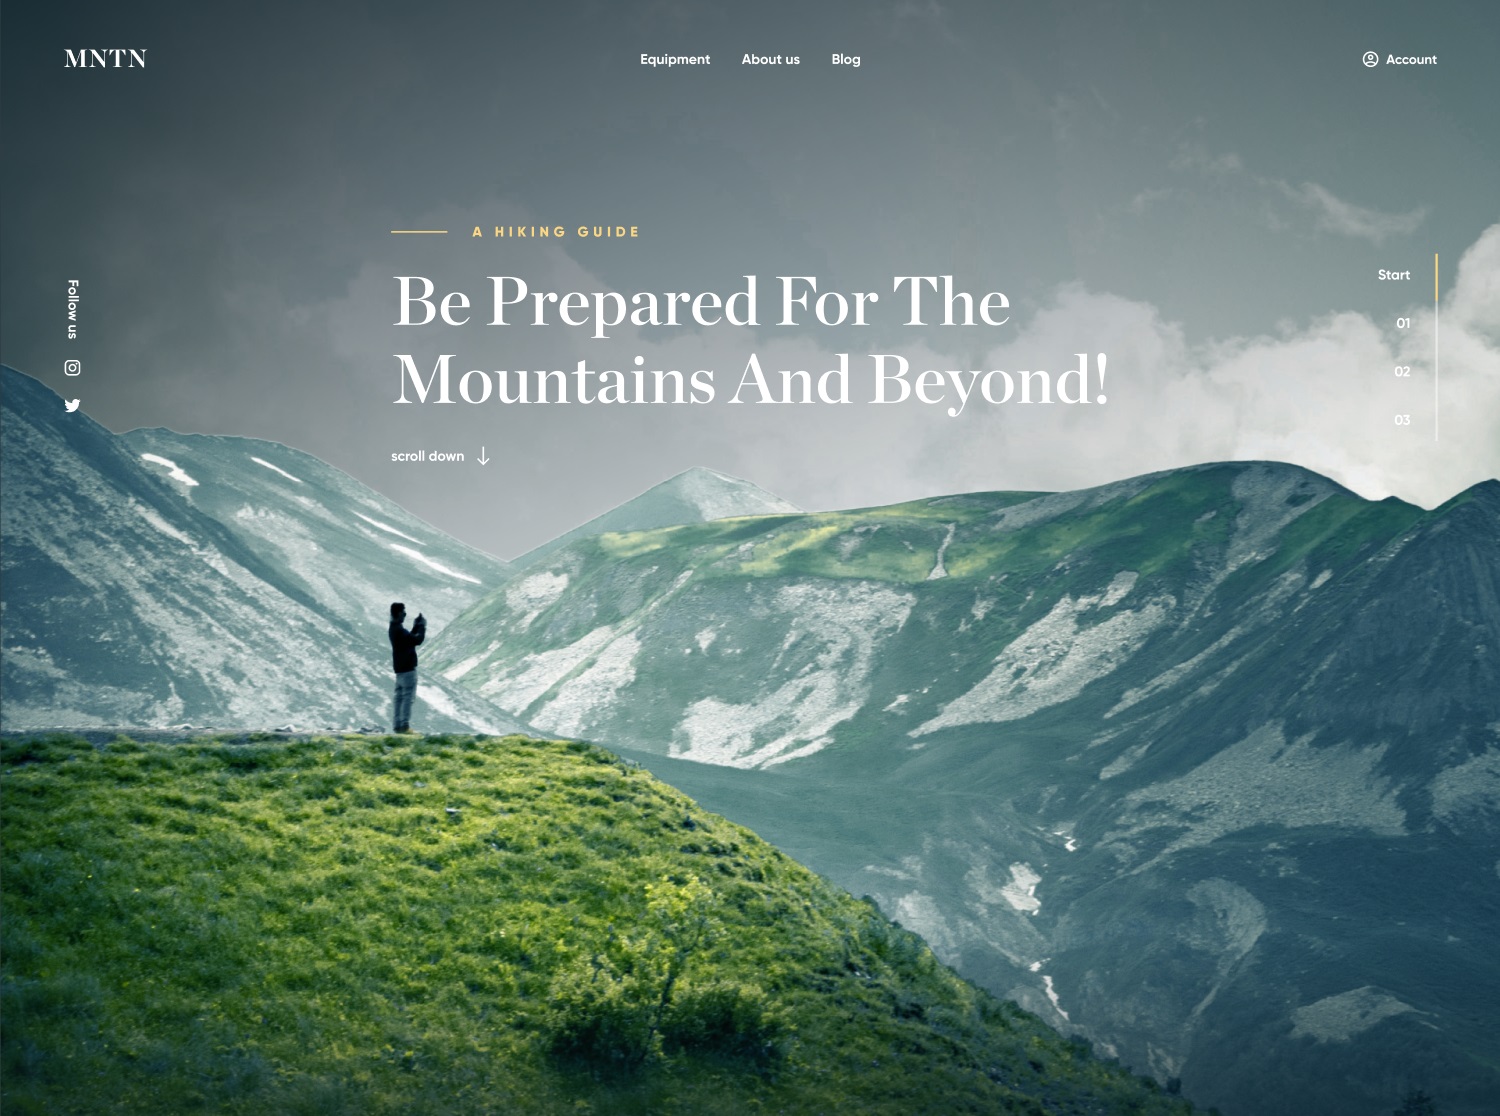 MNTN
Equipment
About us
Blog
Account
A HIKING GUIDE
Be Prepared For The
Mountains And Beyond!
scroll down
Follow us
Start
01
02
03